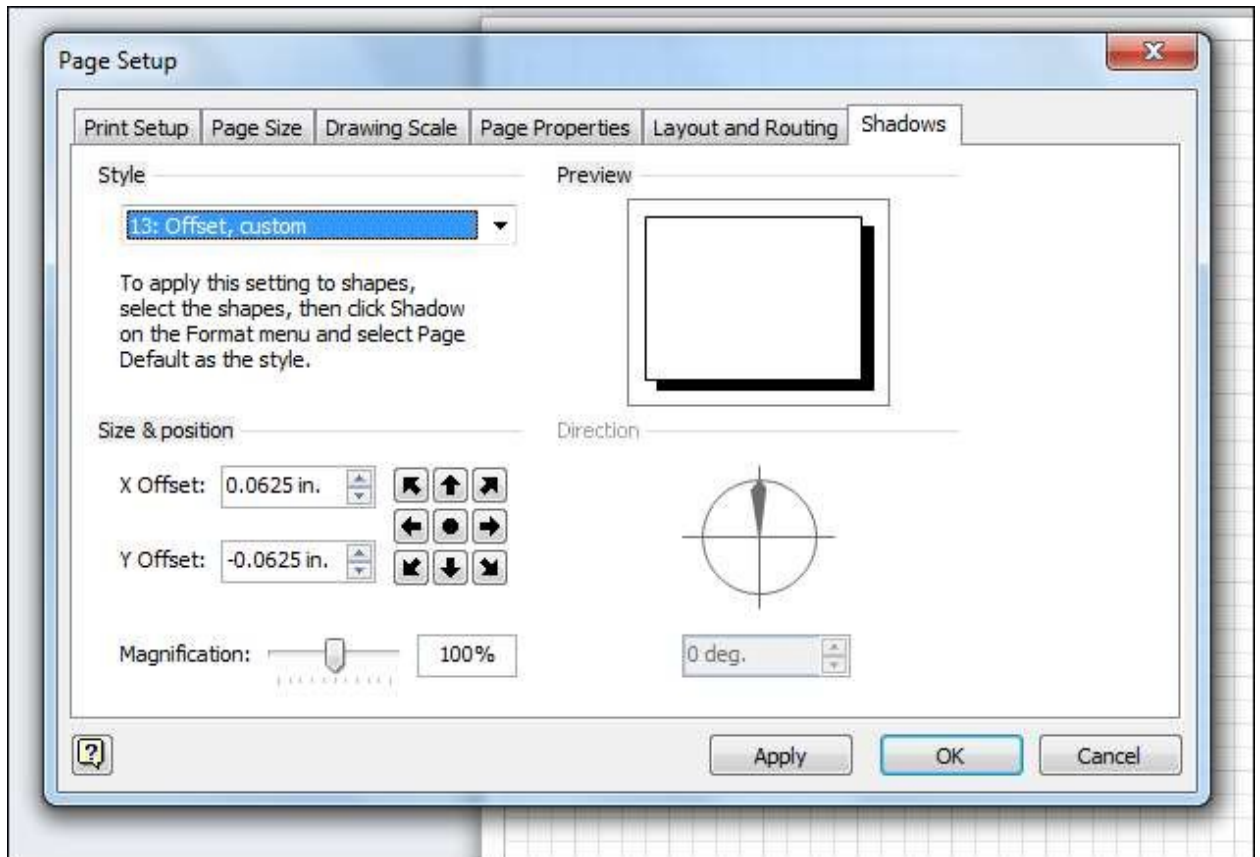 Page Setup
Print Setup
Page Size
Drawing Scale
Page Properties
Layout and Routing
Shadows
Style
13: Offset, custom
To apply this setting to shapes,
select the shapes, then click Shadow
on the Format menu and select Page
Default as the style.
Preview
Size & position
X Offset: 0.0625 in.
Y Offset: -0.0625 in.
Magnification: 100%
Direction
0 deg.
Apply
OK
Cancel